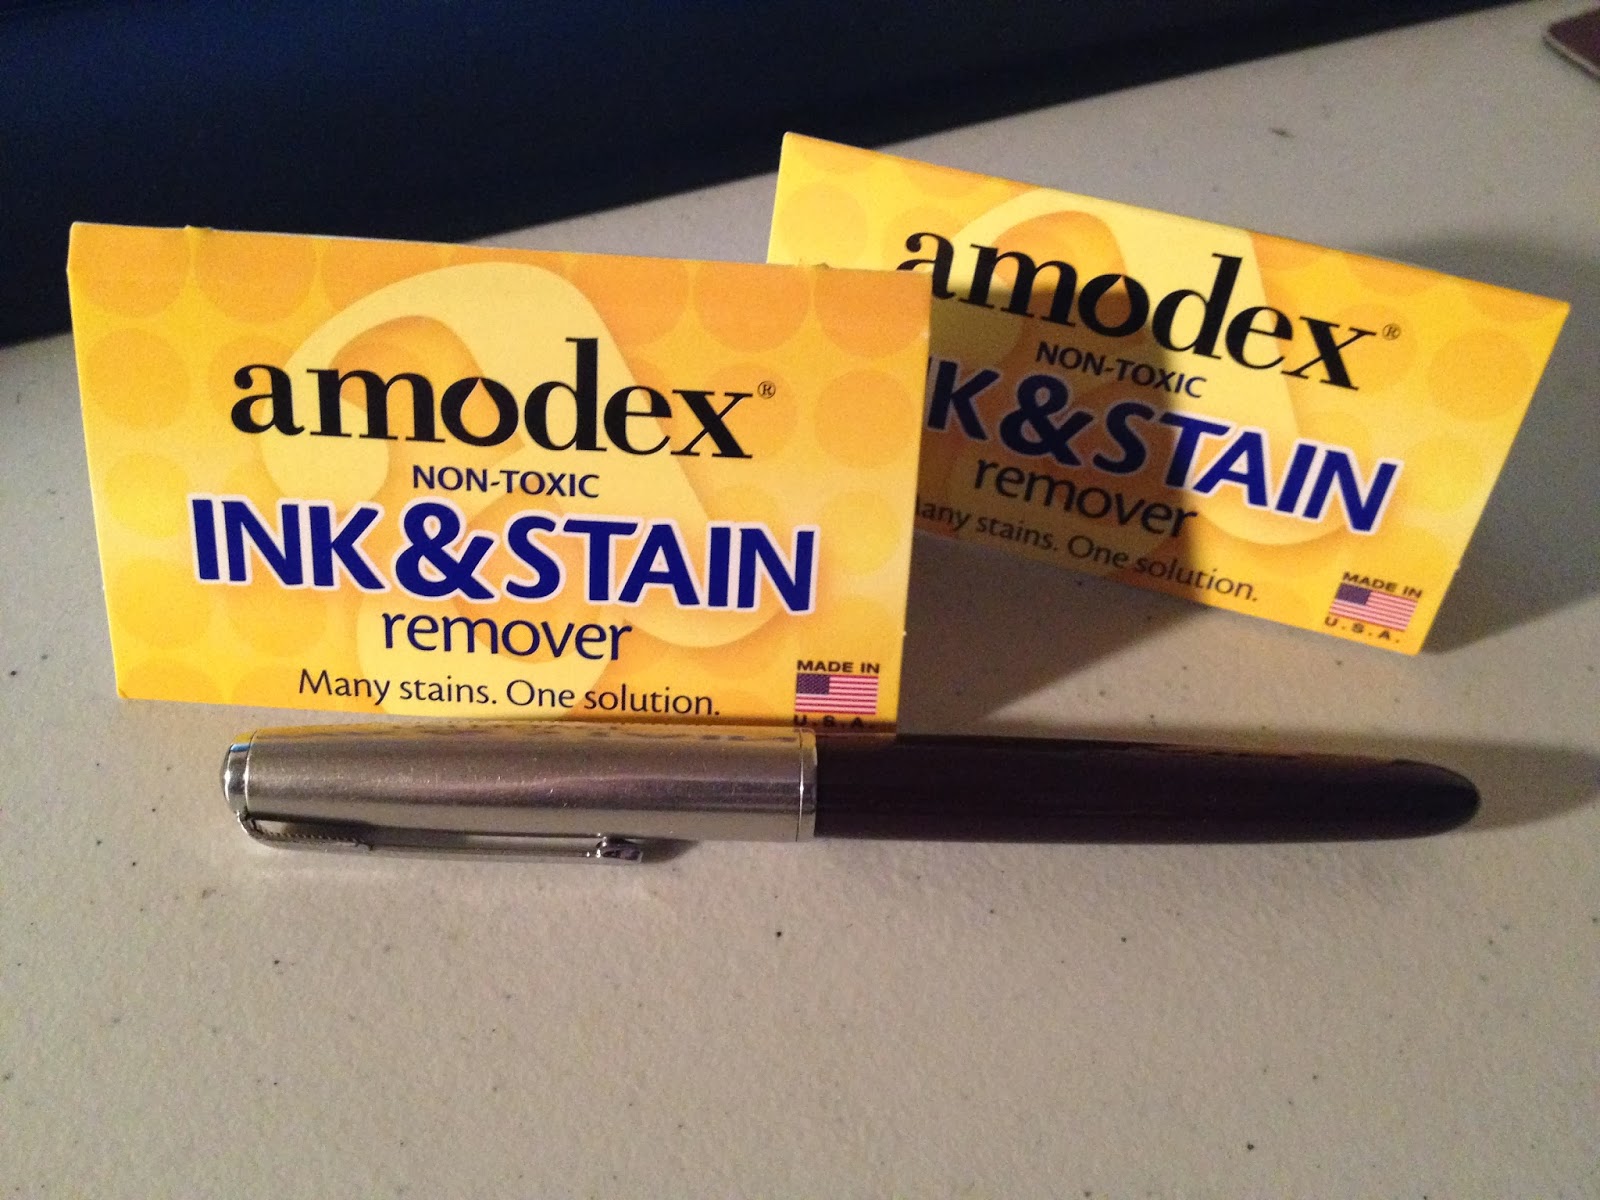 amodex®
NON-TOXIC
INK & STAIN
remover
Many stains. One solution.
MADE IN
U.S.A.
amodex®
NON-TOXIC
K & STAIN
remover
any stains. One solution.
MADE IN
U.S.A.